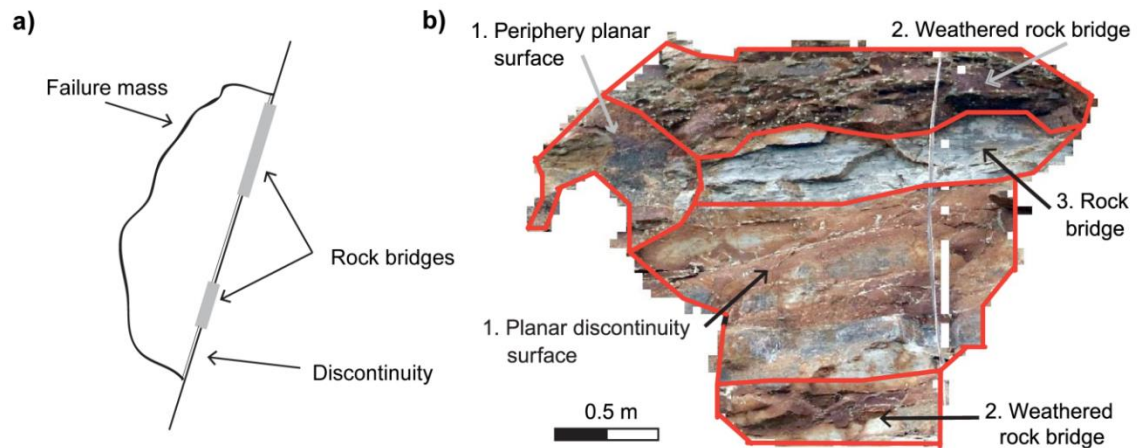 a)
Failure mass
Rock bridges
Discontinuity
b)
1. Periphery planar
surface
2. Weathered rock bridge
3. Rock
bridge
1. Planar discontinuity
surface
0.5 m
2. Weathered
rock bridge